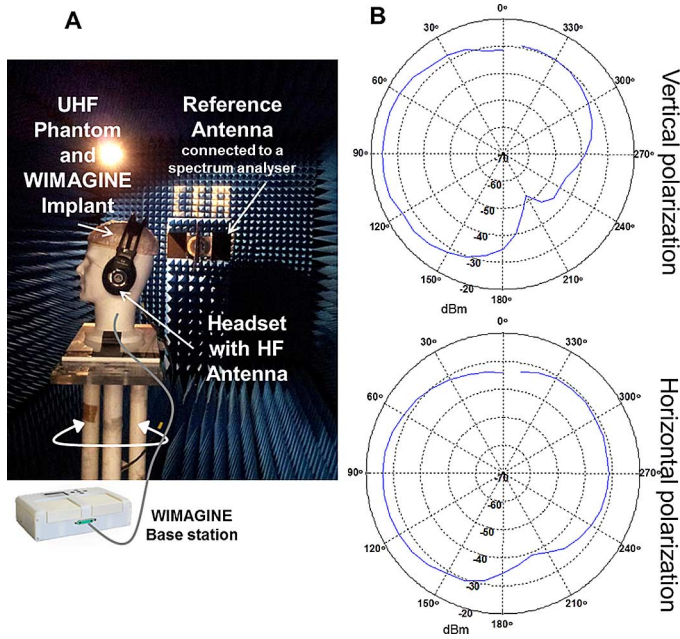 A
UHF
Phantom
and
WIMAGINE
Implant
Reference
Antenna
connected to a
spectrum analyser
CEA
Headset
with HF
Antenna
WIMAGINE
Base station
B
0°
30°
330°
60°
300°
90°
270°
120°
240°
210°
180°
-70
-60
-50
-40
-30
-20
dBm
Vertical polarization
0°
30°
330°
60°
300°
90°
270°
120°
240°
210°
180°
-70
-60
-50
-40
-30
-20
dBm
Horizontal polarization